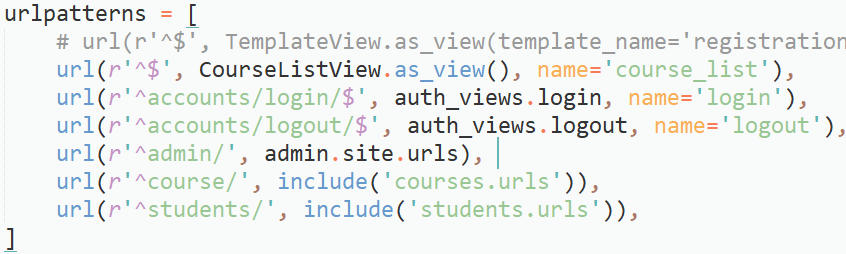 urlpatterns = [
# url(r'^$', TemplateView.as_view(template_name='registration
url(r'^$', CourseListView.as_view(), name='course_list'),
url(r'^accounts/login/$', auth_views.login, name='login'),
url(r'^accounts/logout/$', auth_views.logout, name='logout'),
url(r'^admin/', admin.site.urls),
url(r'^course/', include('courses.urls')),
url(r'^students/', include('students.urls')),
]